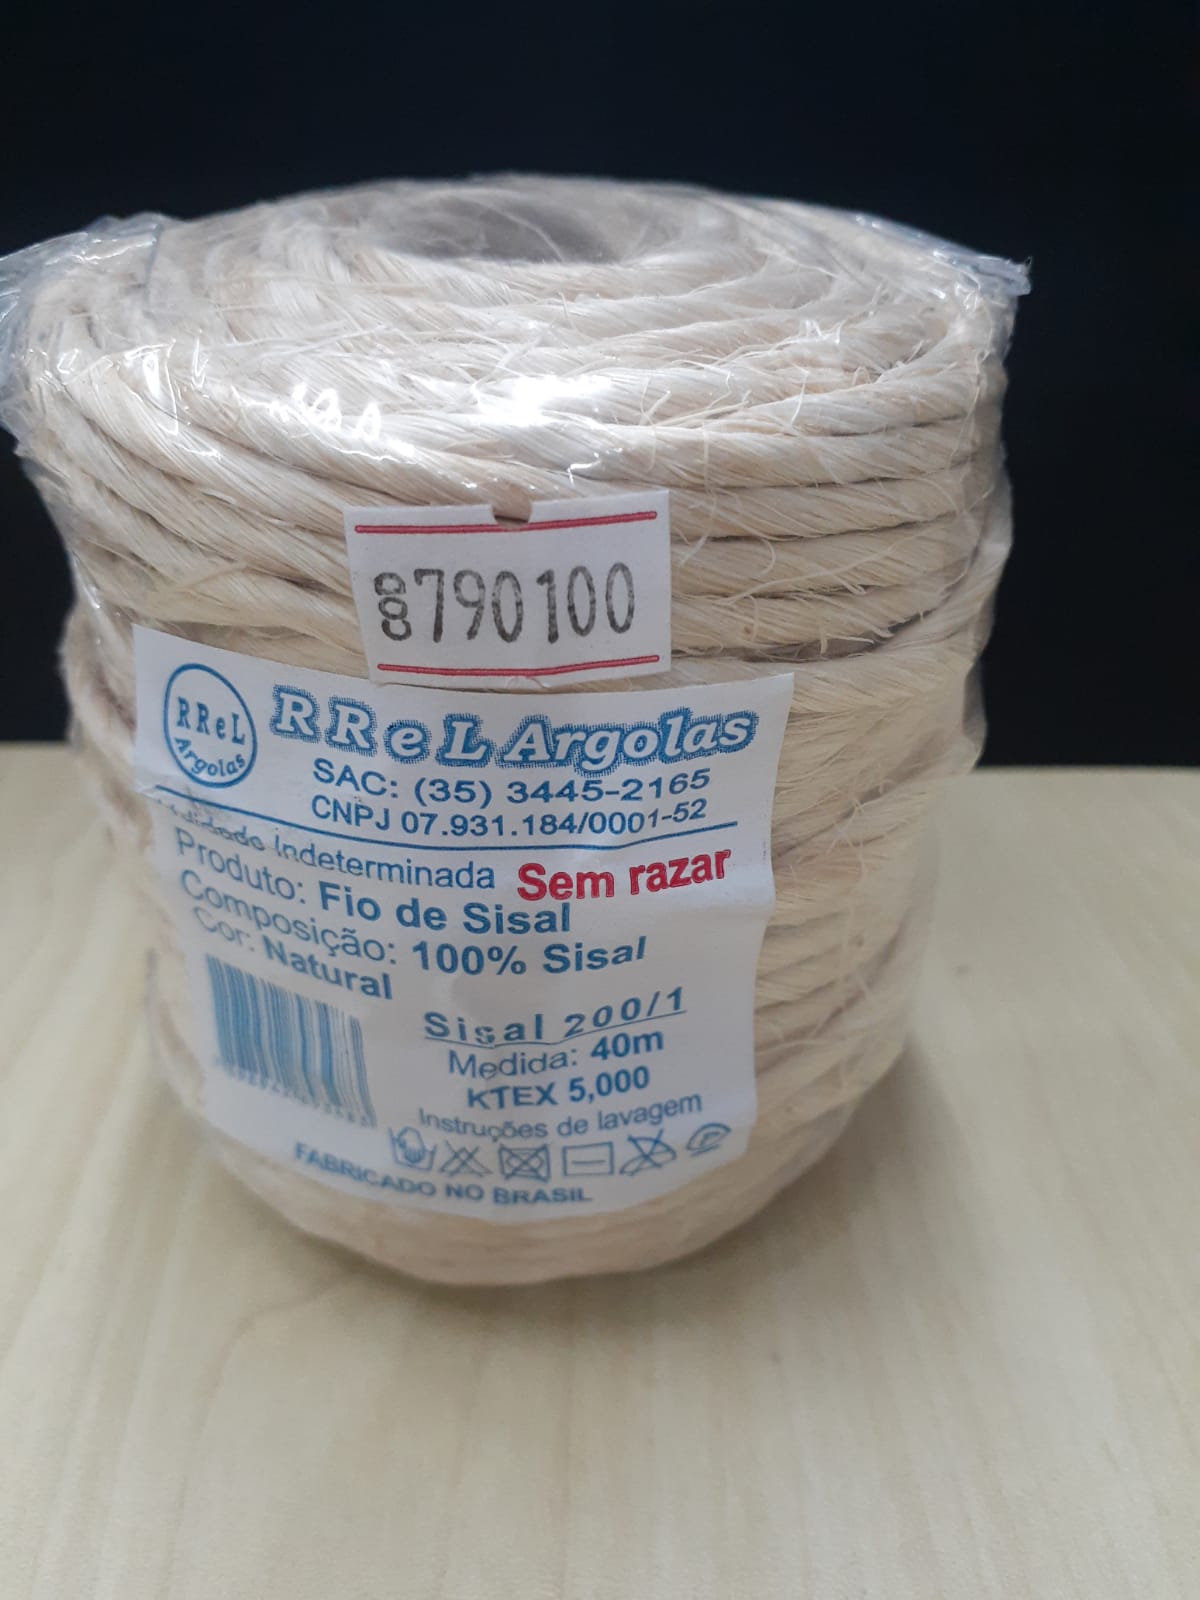 88790100
RReL
Argolas
RReL Argolas
SAC: (35) 3445-2165
CNPJ 07.931.184/0001-52
Indeterminada Sem razar
Produto: Fio de Sisal
Composição: 100% Sisal
Cor: Natural
Sisal 200/1
Medida: 40m
KTEX 5,000
Instruções de lavagem
P
FABRICADO NO BRASIL